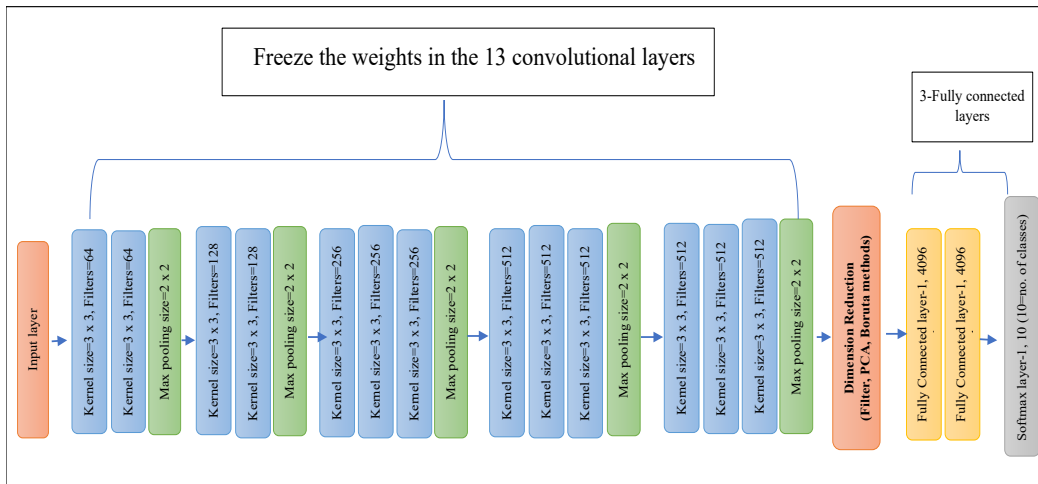 Freeze the weights in the 13 convolutional layers
3-Fully connected
layers
Input layer
Kernel size=3 x 3, Filters=64
Kernel size=3 x 3, Filters=64
Max pooling size=2 x 2
Kernel size=3 x 3, Filters=128
Kernel size=3 x 3, Filters=128
Max pooling size=2 x 2
Kernel size=3 x 3, Filters=256
Kernel size=3 x 3, Filters=256
Kernel size=3 x 3, Filters=256
Max pooling size=2 x 2
Kernel size=3 x 3, Filters=512
Kernel size=3 x 3, Filters=512
Kernel size=3 x 3, Filters=512
Max pooling size=2 x 2
Kernel size=3 x 3, Filters=512
Kernel size=3 x 3, Filters=512
Kernel size=3 x 3, Filters=512
Max pooling size=2 x 2
Dimension Reduction
(Filter, PCA, Boruta methods)
Fully Connected layer-1, 4096
Fully Connected layer-1, 4096
Softmax layer-1, 10 (10=no. of classes)